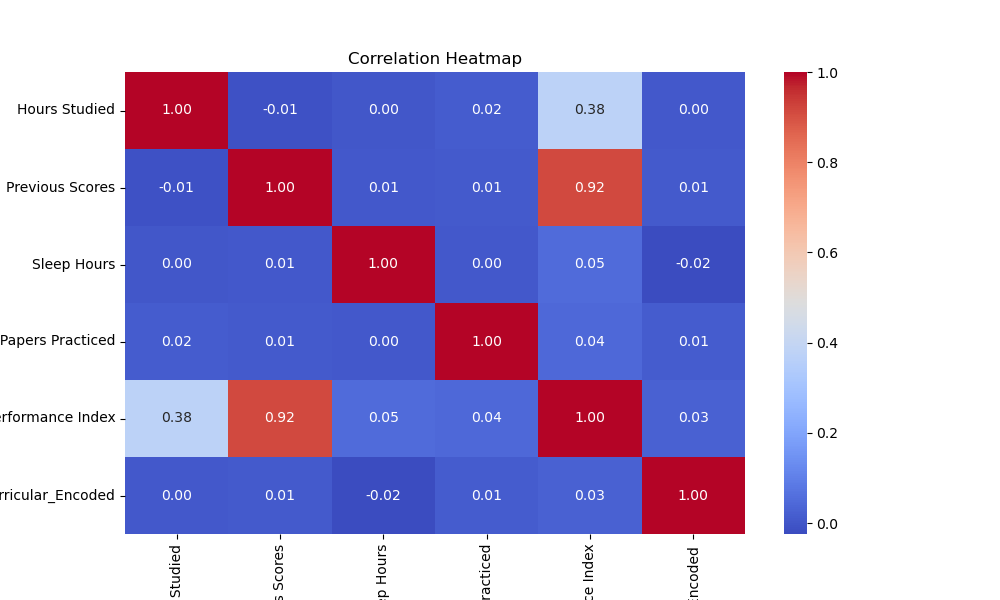 Correlation Heatmap
Hours Studied 1.00 -0.01 0.00 0.02 0.38 0.00
Previous Scores -0.01 1.00 0.01 0.01 0.92 0.01
Sleep Hours 0.00 0.01 1.00 0.00 0.05 -0.02
Papers Practiced 0.02 0.01 0.00 1.00 0.04 0.01
erformance Index 0.38 0.92 0.05 0.04 1.00 0.03
rricular_Encoded 0.00 0.01 -0.02 0.01 0.03 1.00
Studied
s Scores
ep Hours
racticed
ce Index
Encoded
1.0
0.8
0.6
0.4
0.2
0.0